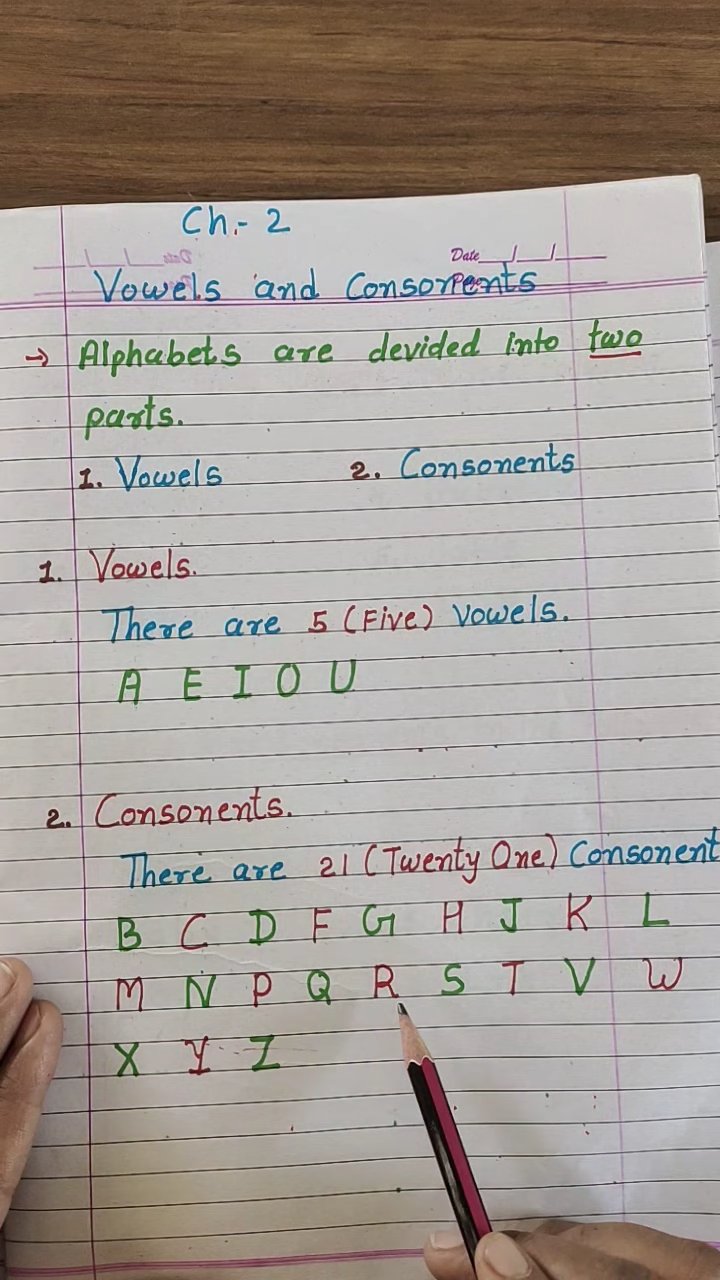 Ch.- 2
Date
Vowels and Consonents
→ Alphabets are devided into two
parts.
1. Vowels 2. Consonents
1. Vowels.
There are 5 (Five) Vowels.
A E I O U
2. Consonents.
There are 21 (Twenty One) Consonent
B C D F G H J K L
M N P Q R S T V W
X Y Z